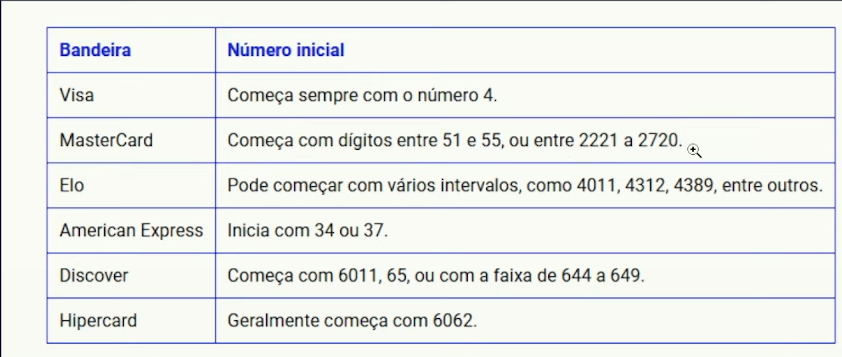 Bandeira Número inicial
Visa Começa sempre com o número 4.
MasterCard Começa com dígitos entre 51 e 55, ou entre 2221 a 2720.
Elo Pode começar com vários intervalos, como 4011, 4312, 4389, entre outros.
American Express Inicia com 34 ou 37.
Discover Começa com 6011, 65, ou com a faixa de 644 a 649.
Hipercard Geralmente começa com 6062.